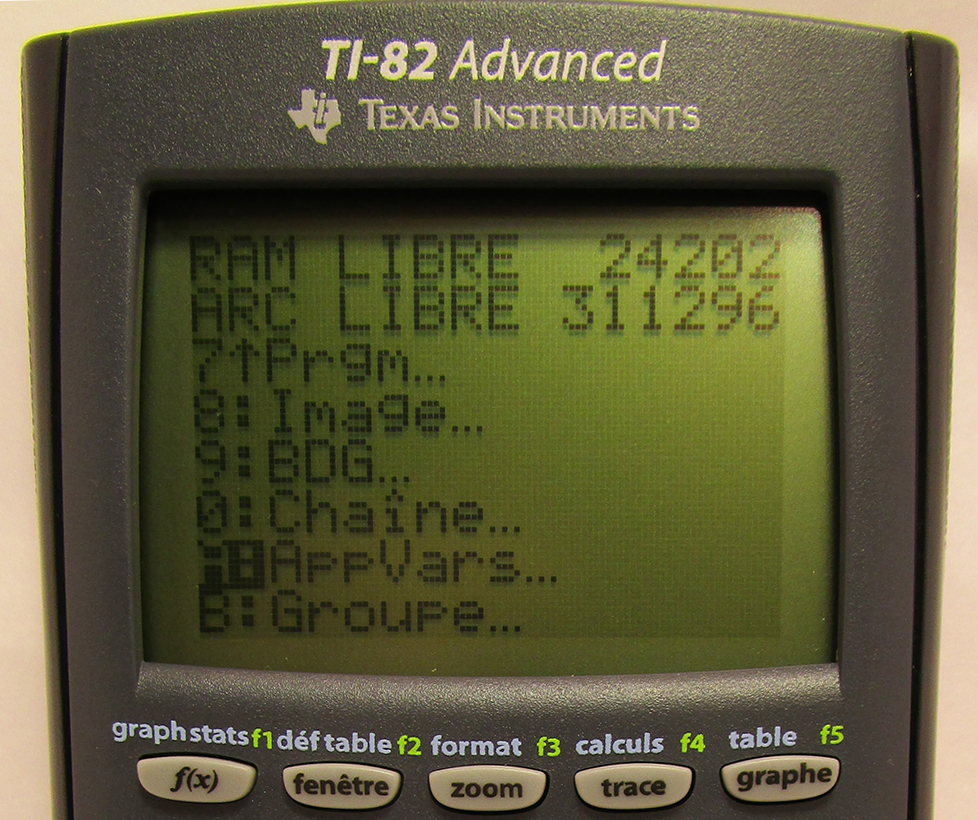 TI-82 Advanced
TEXAS INSTRUMENTS
RAM LIBRE 24202
ARC LIBRE 311296
7↑Prgm...
8:Image...
9:BDG...
0:Chaîne...
A:AppVars...
B:Groupe...
graph stats f1 déf table f2 format f3 calculs f4 table f5
f(x) fenêtre zoom trace graphe